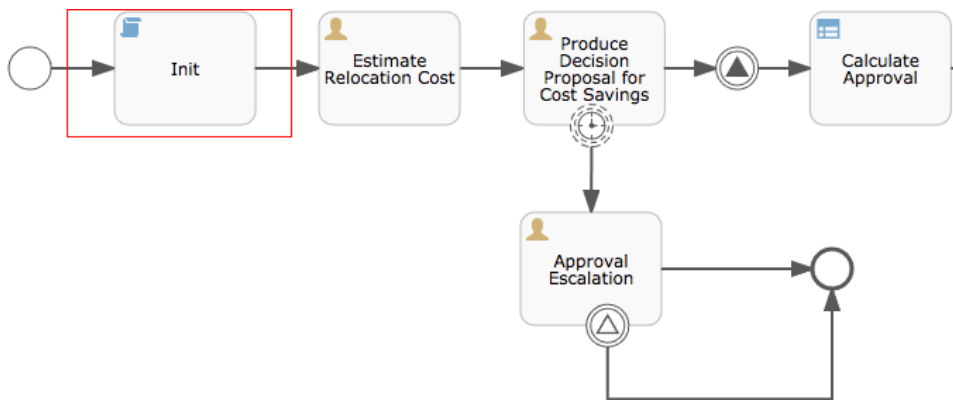 Init
Estimate
Relocation Cost
Produce
Decision
Proposal for
Cost Savings
Calculate
Approval
Approval
Escalation